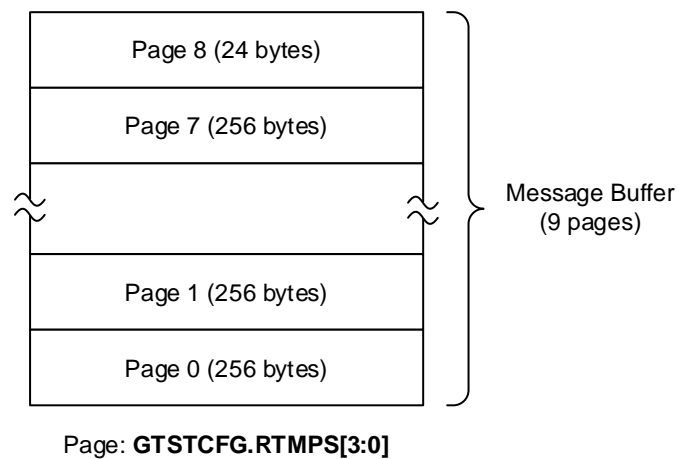 Page 8 (24 bytes)
Page 7 (256 bytes)
Message Buffer
(9 pages)
Page 1 (256 bytes)
Page 0 (256 bytes)
Page: GTSTCFG.RTMPS[3:0]